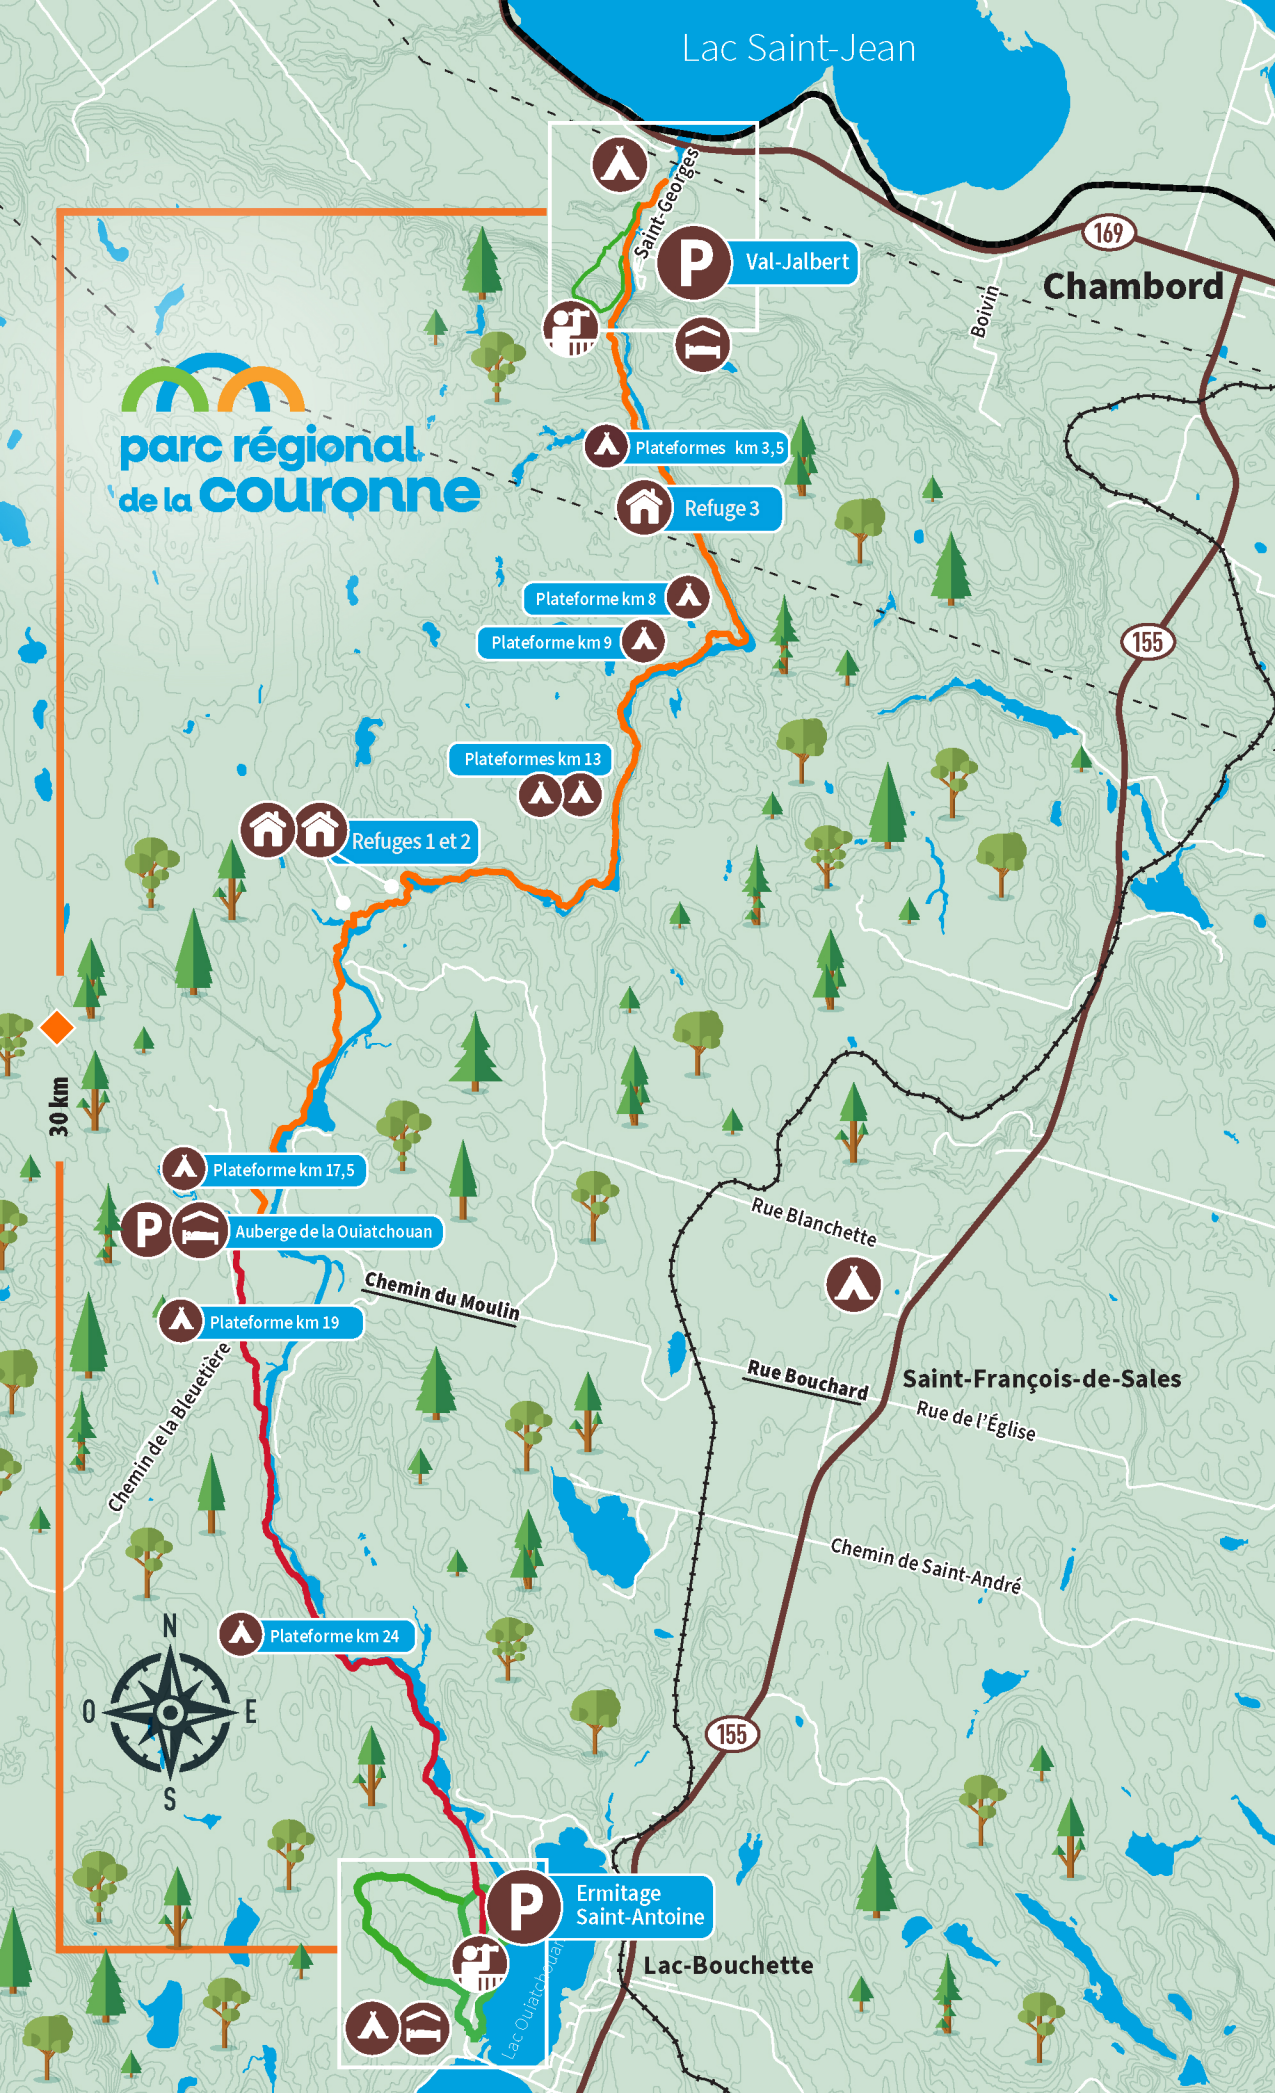 Lac Saint-Jean
Saint-Georges
169
P
Val-Jalbert
Chambord
Boivin
parc régional
de la couronne
Plateformes km 3,5
Refuge 3
Plateforme km 8
Plateforme km 9
155
Plateformes km 13
Refuges 1 et 2
30 km
Plateforme km 17,5
P
Auberge de la Ouiatchouan
Rue Blanchette
Chemin du Moulin
Plateforme km 19
Chemin de la Bleuetière
Rue Bouchard
Saint-François-de-Sales
Rue de l'Église
Chemin de Saint-André
N
Plateforme km 24
O
E
S
155
P
Ermitage
Saint-Antoine
Lac-Bouchette
Lac Ouiatchouan